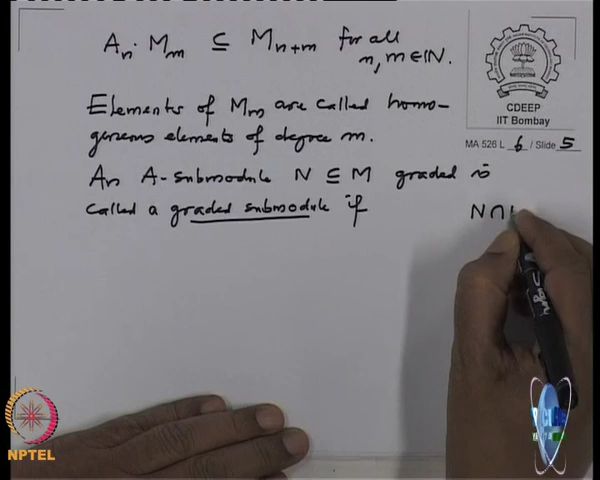 Aₙ · Mₘ ⊆ Mₙ₊ₘ for all
n, m ∈ ℕ.
Elements of Mₘ are called homo-
geneous elements of degree m.
An A-submodule N ⊆ M graded is
called a graded submodule if N ∩
CDEEP
IIT Bombay
MA 526 L 6 / Slide 5
NPTEL